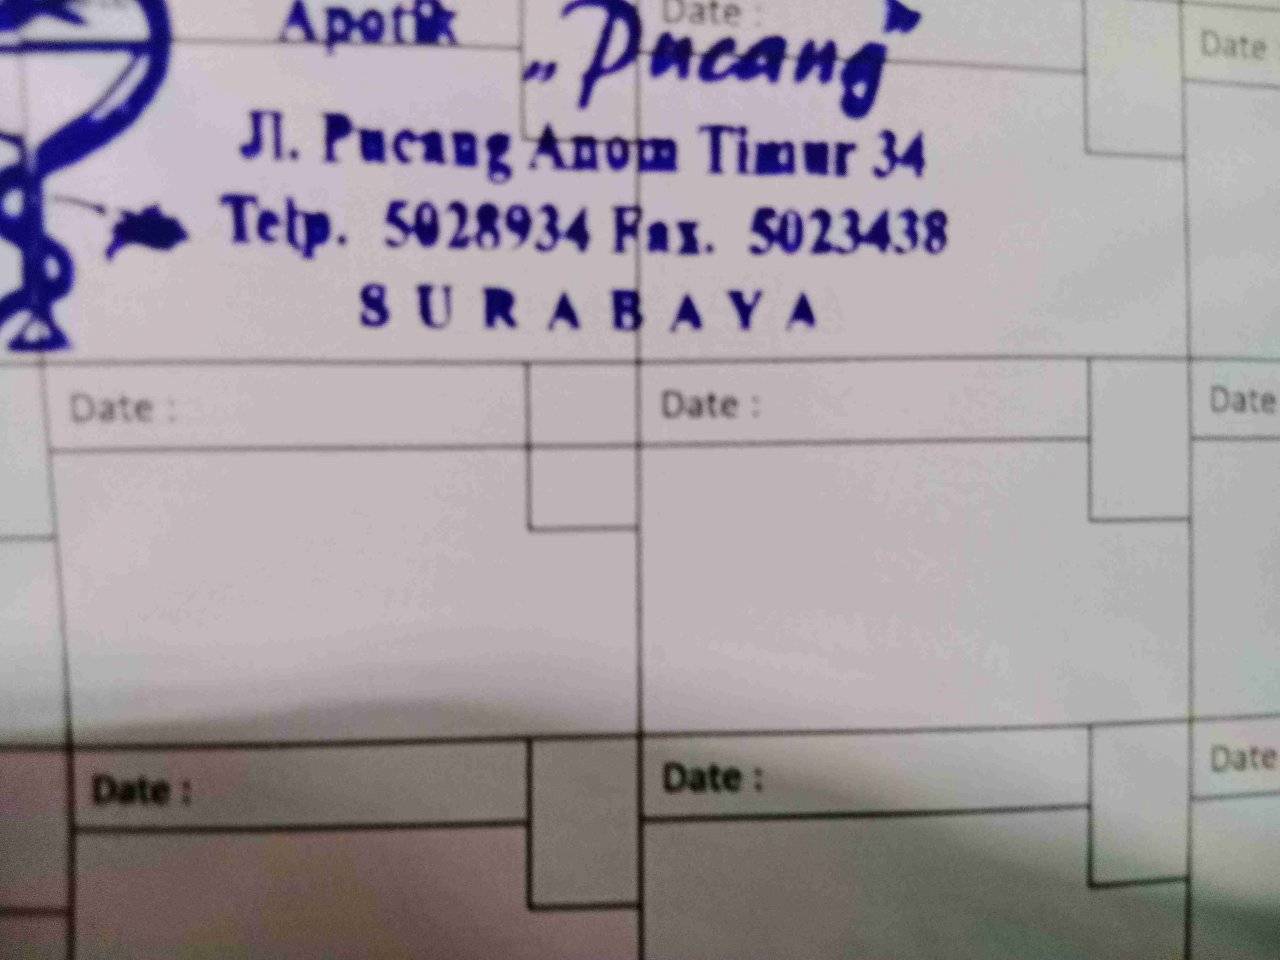 Date :
Date :
Apotik „Pucang"
Jl. Pucang Anom Timur 34
Telp. 5028934 Fax. 5023438
SURABAYA
Date :
Date :
Date
Date :
Date :
Date